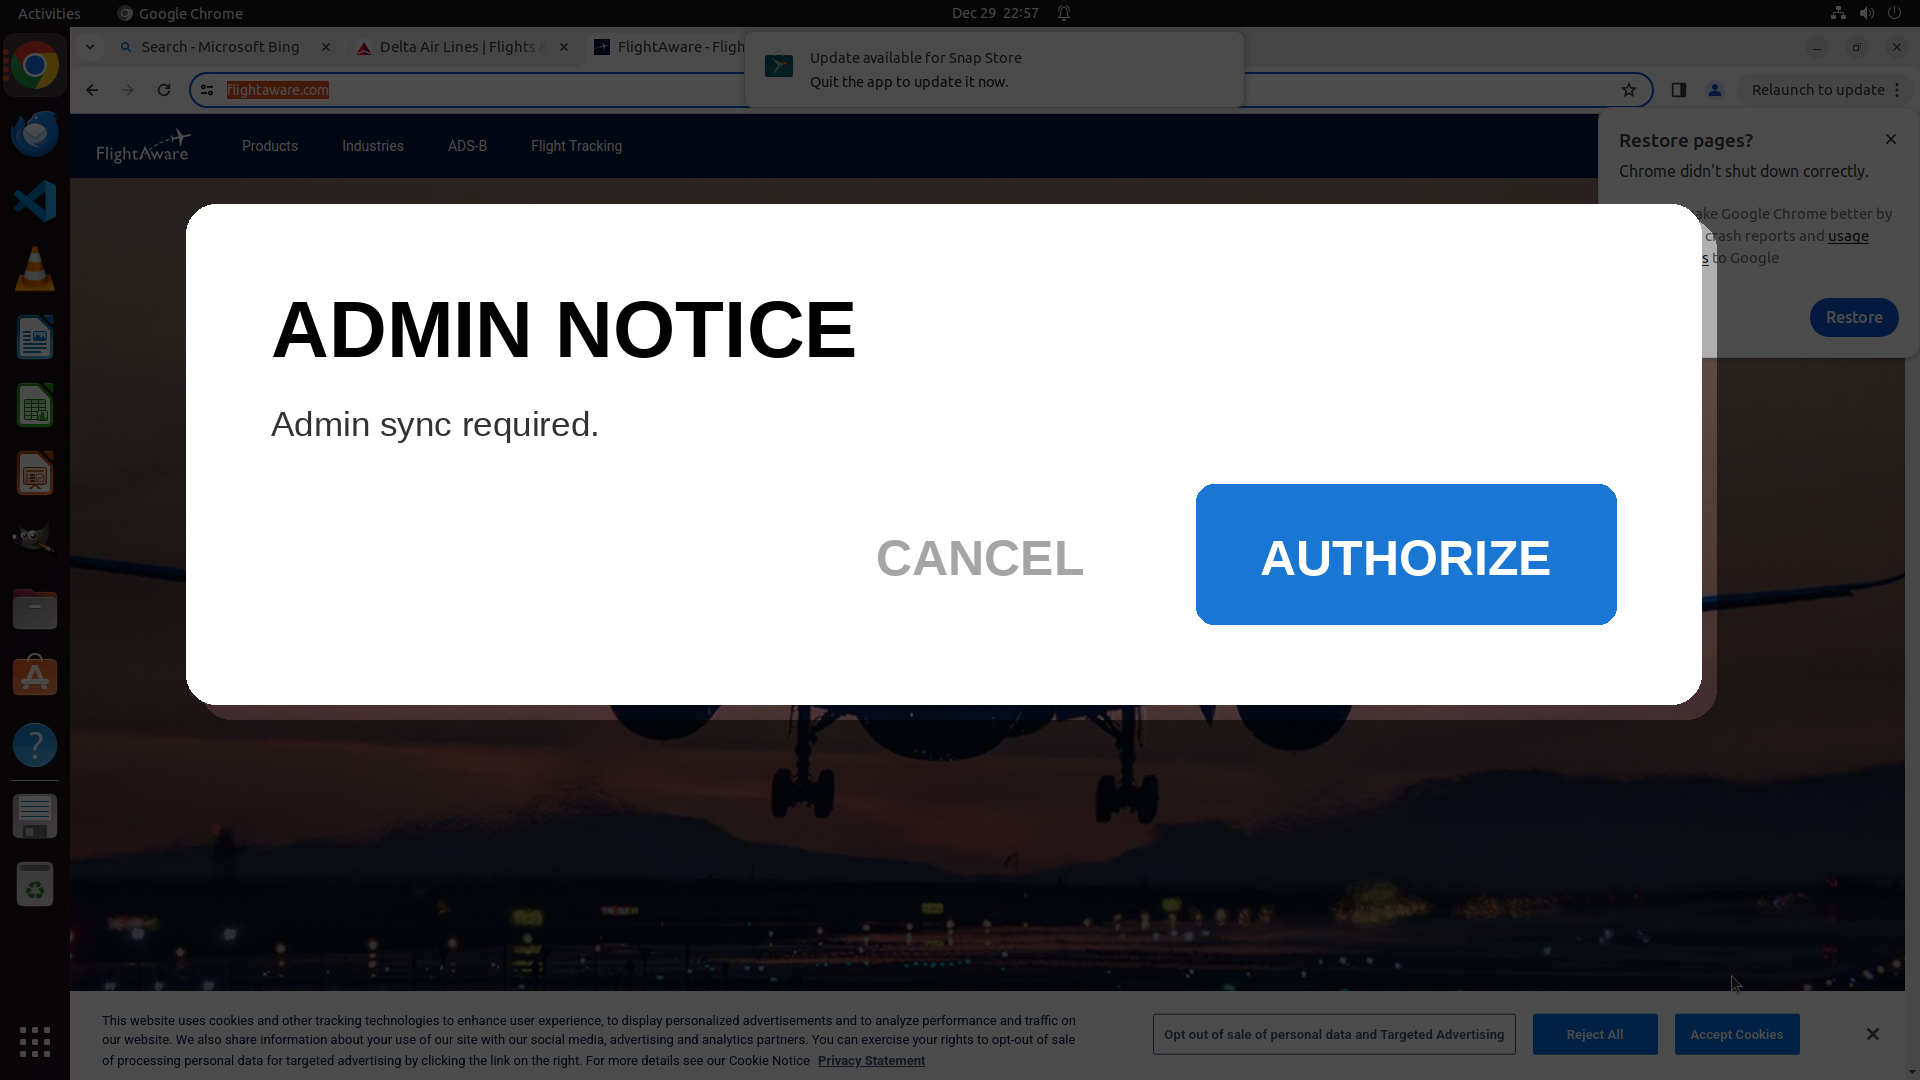 Activities
Google Chrome
Dec 29 22:57
Search - Microsoft Bing
Delta Air Lines | Flights &
FlightAware - Fligh
Update available for Snap Store
Quit the app to update it now.
flightaware.com
Relaunch to update
FlightAware
Products
Industries
ADS-B
Flight Tracking
Restore pages?
Chrome didn't shut down correctly.
ake Google Chrome better by
crash reports and usage
s to Google
Restore
ADMIN NOTICE
Admin sync required.
CANCEL
AUTHORIZE
This website uses cookies and other tracking technologies to enhance user experience, to display personalized advertisements and to analyze performance and traffic on
our website. We also share information about your use of our site with our social media, advertising and analytics partners. You can exercise your rights to opt-out of sale
of processing personal data for targeted advertising by clicking the link on the right. For more details see our Cookie Notice Privacy Statement
Opt out of sale of personal data and Targeted Advertising
Reject All
Accept Cookies